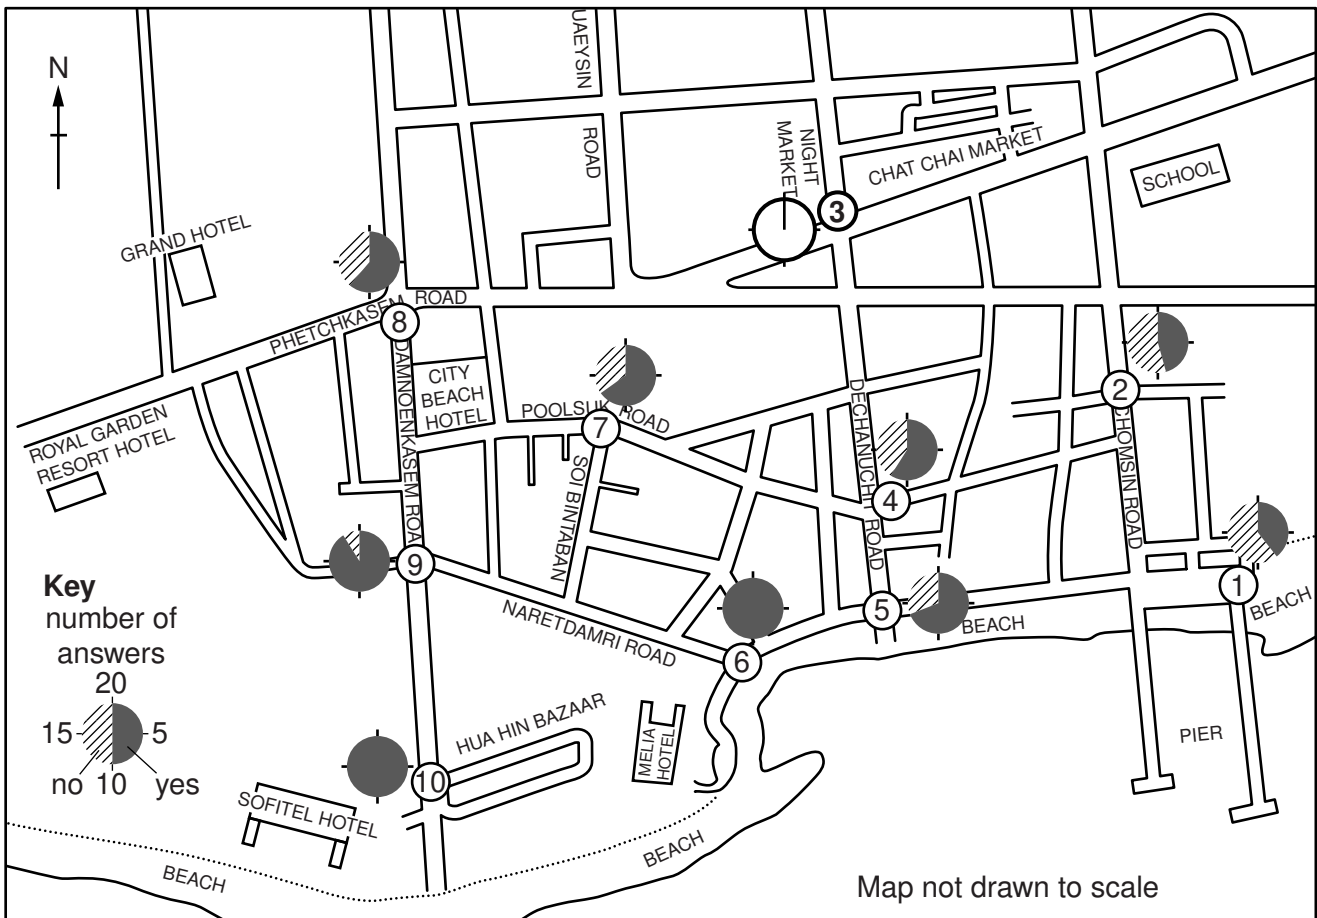 N
UAEYSIN
ROAD
NIGHT
MARKET
CHAT CHAI MARKET
SCHOOL
3
GRAND HOTEL
PHETCHKASEM ROAD
8
2
CITY
BEACH
HOTEL
DAMNOENKASEM ROA
POOLSUK ROAD
7
DECHANUCHIT ROAD
4
CHOMSIN ROAD
ROYAL GARDEN
RESORT HOTEL
SOI BINTABAN
9
1
BEACH
5
BEACH
NARETDAMRI ROAD
6
Key
number of
answers
20
15
5
no
10
yes
HUA HIN BAZAAR
MELIA
HOTEL
PIER
10
SOFITEL HOTEL
BEACH
BEACH
Map not drawn to scale